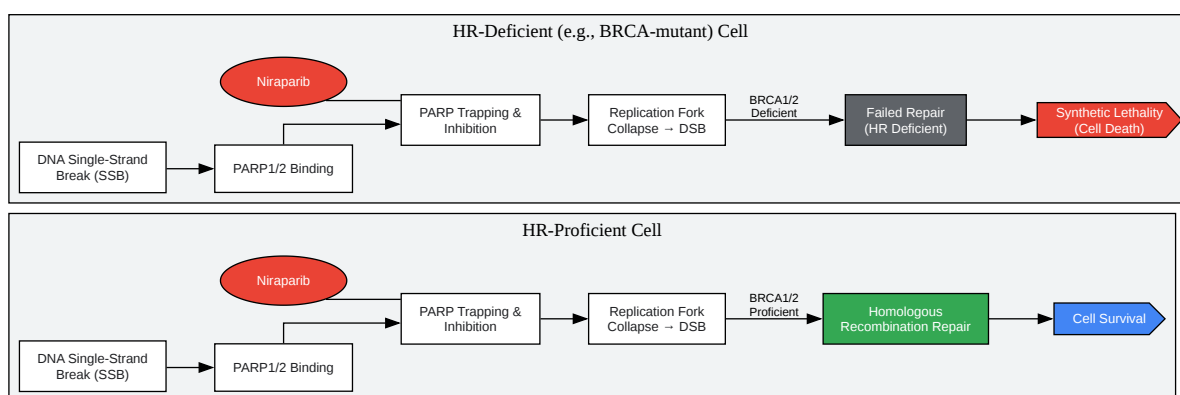 HR-Deficient (e.g., BRCA-mutant) Cell
Niraparib
DNA Single-Strand
Break (SSB)
PARP1/2 Binding
PARP Trapping &
Inhibition
Replication Fork
Collapse → DSB
BRCA1/2
Deficient
Failed Repair
(HR Deficient)
Synthetic Lethality
(Cell Death)
HR-Proficient Cell
Niraparib
DNA Single-Strand
Break (SSB)
PARP1/2 Binding
PARP Trapping &
Inhibition
Replication Fork
Collapse → DSB
BRCA1/2
Proficient
Homologous
Recombination Repair
Cell Survival